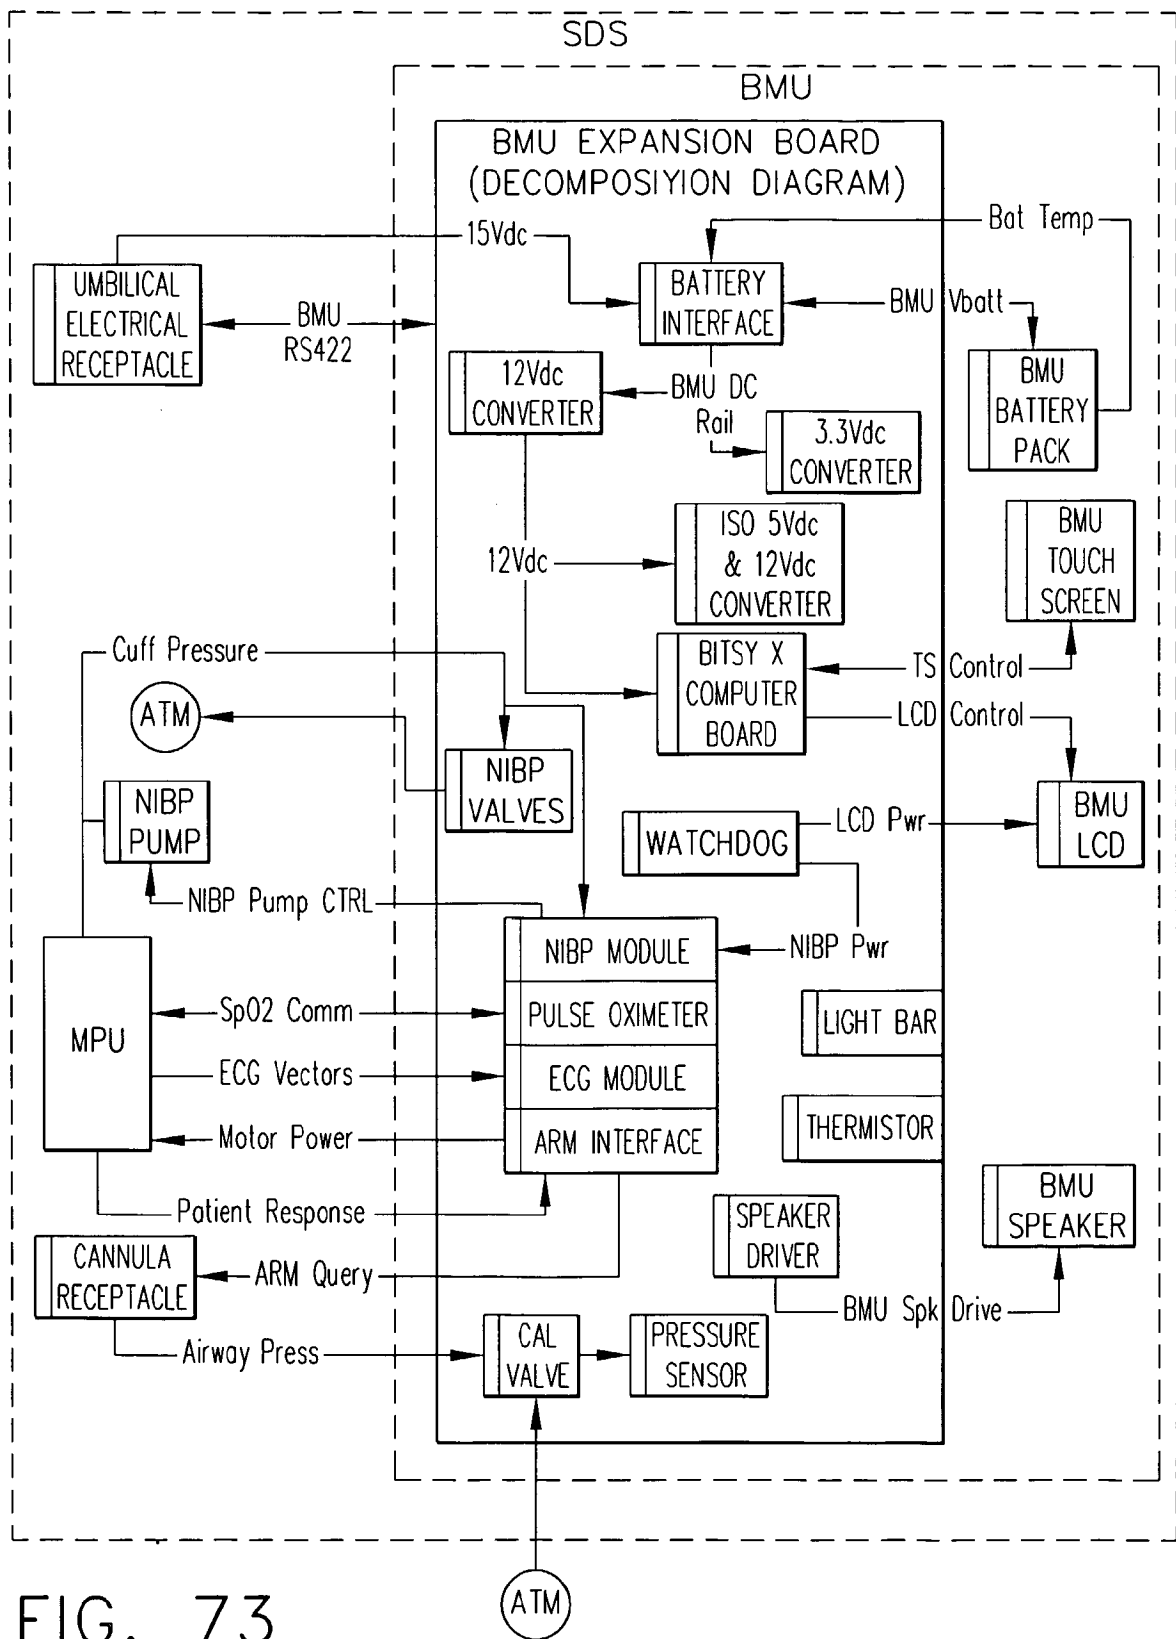 SDS
BMU
BMU EXPANSION BOARD
(DECOMPOSIYION DIAGRAM)
15Vdc
Bat Temp
UMBILICAL
ELECTRICAL
RECEPTACLE
BMU
RS422
BATTERY
INTERFACE
BMU Vbatt
12Vdc
CONVERTER
BMU DC
Rail
3.3Vdc
CONVERTER
BMU
BATTERY
PACK
12Vdc
ISO 5Vdc
& 12Vdc
CONVERTER
BMU
TOUCH
SCREEN
Cuff Pressure
BITSY X
COMPUTER
BOARD
TS Control
LCD Control
ATM
NIBP
VALVES
NIBP
PUMP
WATCHDOG
LCD Pwr
BMU
LCD
NIBP Pump CTRL
NIBP MODULE
NIBP Pwr
MPU
SpO2 Comm
PULSE OXIMETER
LIGHT BAR
ECG Vectors
ECG MODULE
Motor Power
ARM INTERFACE
THERMISTOR
Patient Response
SPEAKER
DRIVER
BMU
SPEAKER
CANNULA
RECEPTACLE
ARM Query
BMU Spk Drive
Airway Press
CAL
VALVE
PRESSURE
SENSOR
ATM
FIG. 73